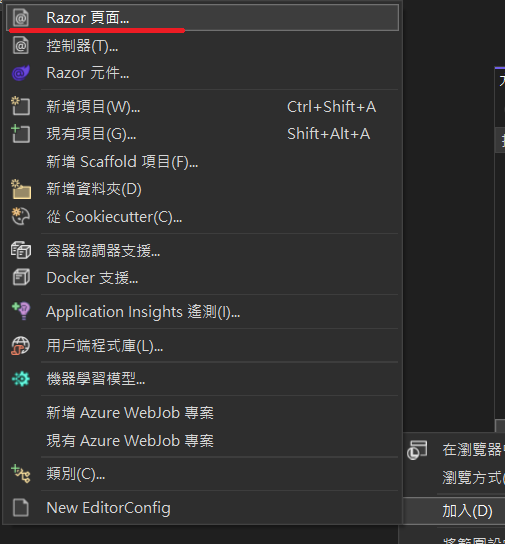 Razor 頁面...
控制器(T)...
Razor 元件...
新增項目(W)... Ctrl+Shift+A
現有項目(G)... Shift+Alt+A
新增 Scaffold 項目(F)...
新增資料夾(D)
從 Cookiecutter(C)...
容器協調器支援...
Docker 支援...
Application Insights 遙測(I)...
用戶端程式庫(L)...
機器學習模型...
新增 Azure WebJob 專案
現有 Azure WebJob 專案
類別(C)...
New EditorConfig
在瀏覽器
瀏覽方式(
加入(D)
將範圍設